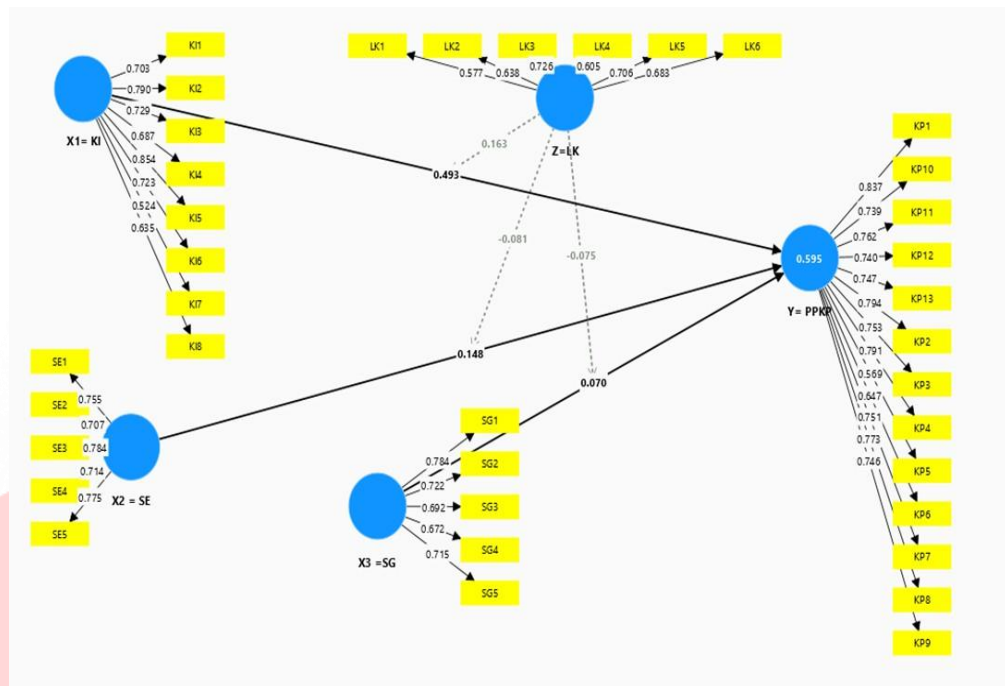 KI1
KI2
KI3
KI4
KI5
KI6
KI7
KI8
0.703
0.790
0.729
0.687
0.854
0.723
0.524
0.635
X1= KI
LK1
LK2
LK3
LK4
LK5
LK6
0.577
0.638
0.726
0.605
0.706
0.683
Z=LK
0.163
0.493
-0.081
-0.075
0.148
0.070
SE1
SE2
SE3
SE4
SE5
0.755
0.707
0.784
0.714
0.775
X2 = SE
SG1
SG2
SG3
SG4
SG5
0.784
0.722
0.692
0.672
0.715
X3 =SG
0.595
Y= PPKP
KP1
KP10
KP11
KP12
KP13
KP2
KP3
KP4
KP5
KP6
KP7
KP8
KP9
0.837
0.739
0.762
0.740
0.747
0.794
0.753
0.791
0.569
0.647
0.751
0.773
0.746